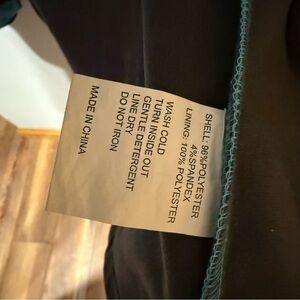 SHELL: 96%POLYESTER
4%SPANDEX
LINING: 100% POLYESTER
WASH COLD
TURN INSIDE OUT
GENTLE DETERGENT
LINE DRY
DO NOT IRON
MADE IN CHINA